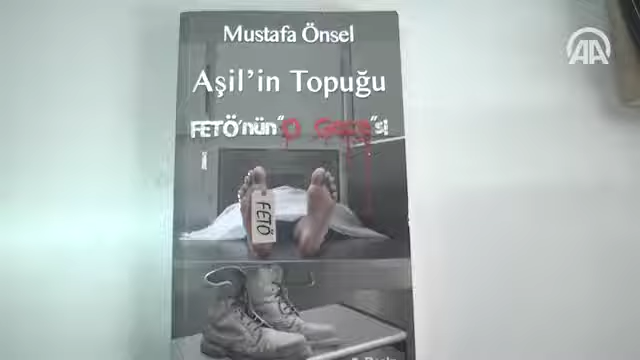 Mustafa Önsel
Aşil'in Topuğu
FETÖ'nün "O Gece"si
FETÖ
AA